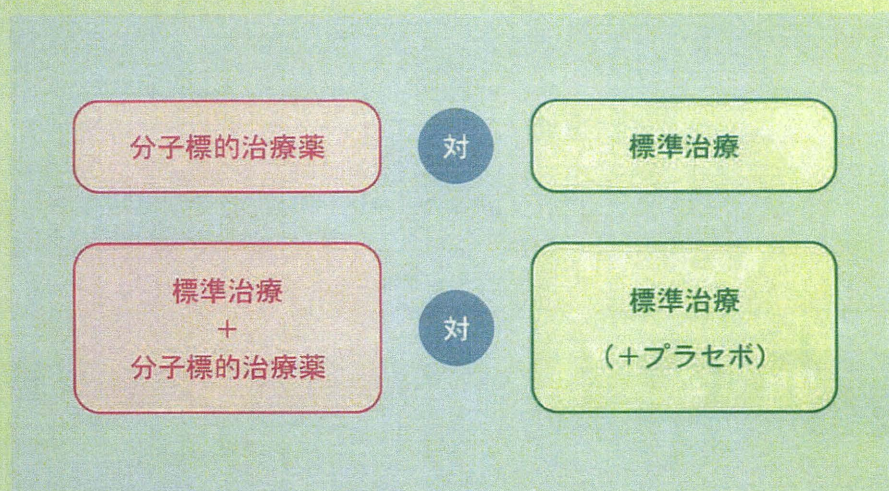 分子標的治療薬
対
標準治療
標準治療
+
分子標的治療薬
対
標準治療
(+プラセボ)